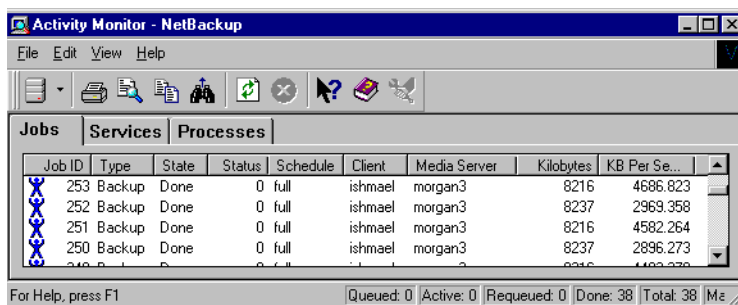 Activity Monitor - NetBackup
File Edit View Help
Jobs Services Processes
Job ID Type State Status Schedule Client Media Server Kilobytes KB Per Se...
253 Backup Done 0 full ishmael morgan3 8216 4686.823
252 Backup Done 0 full ishmael morgan3 8237 2969.358
251 Backup Done 0 full ishmael morgan3 8216 4582.264
250 Backup Done 0 full ishmael morgan3 8237 2896.273
For Help, press F1 Queued: 0 Active: 0 Requeued: 0 Done: 38 Total: 38 Ma